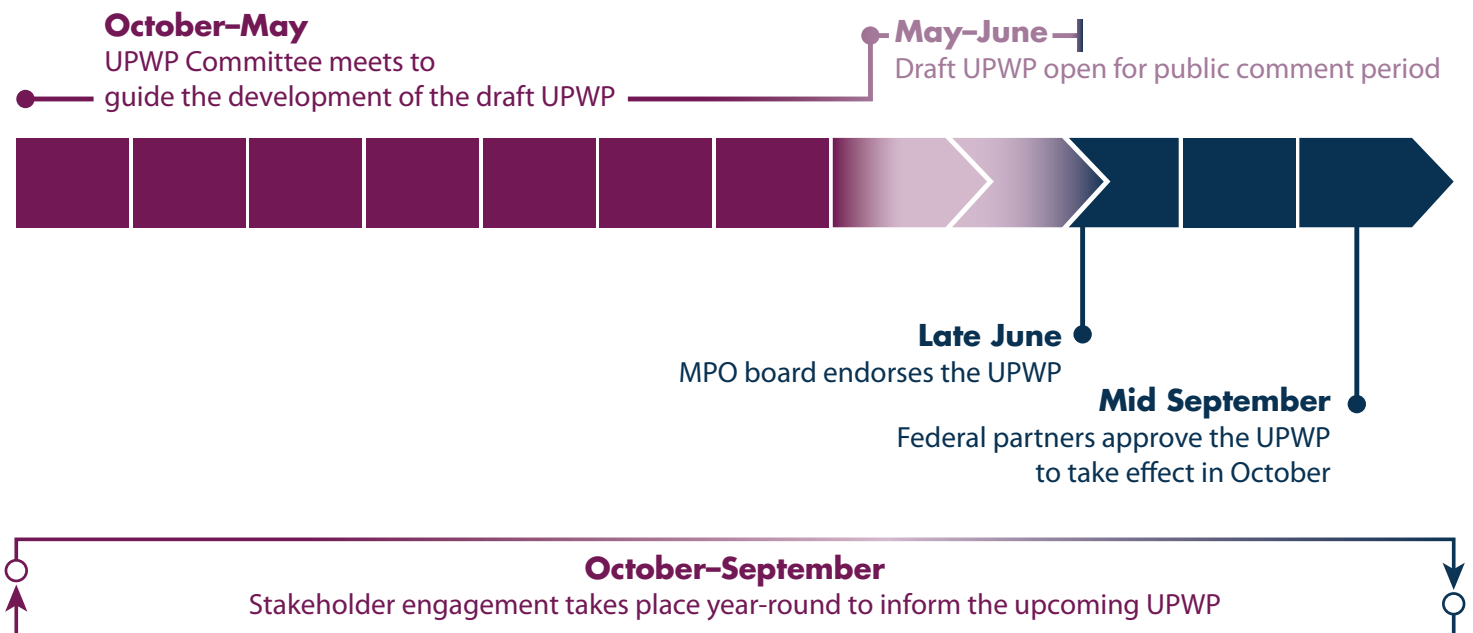 October–May
UPWP Committee meets to
guide the development of the draft UPWP
May–June
Draft UPWP open for public comment period
Late June
MPO board endorses the UPWP
Mid September
Federal partners approve the UPWP
to take effect in October
October–September
Stakeholder engagement takes place year-round to inform the upcoming UPWP